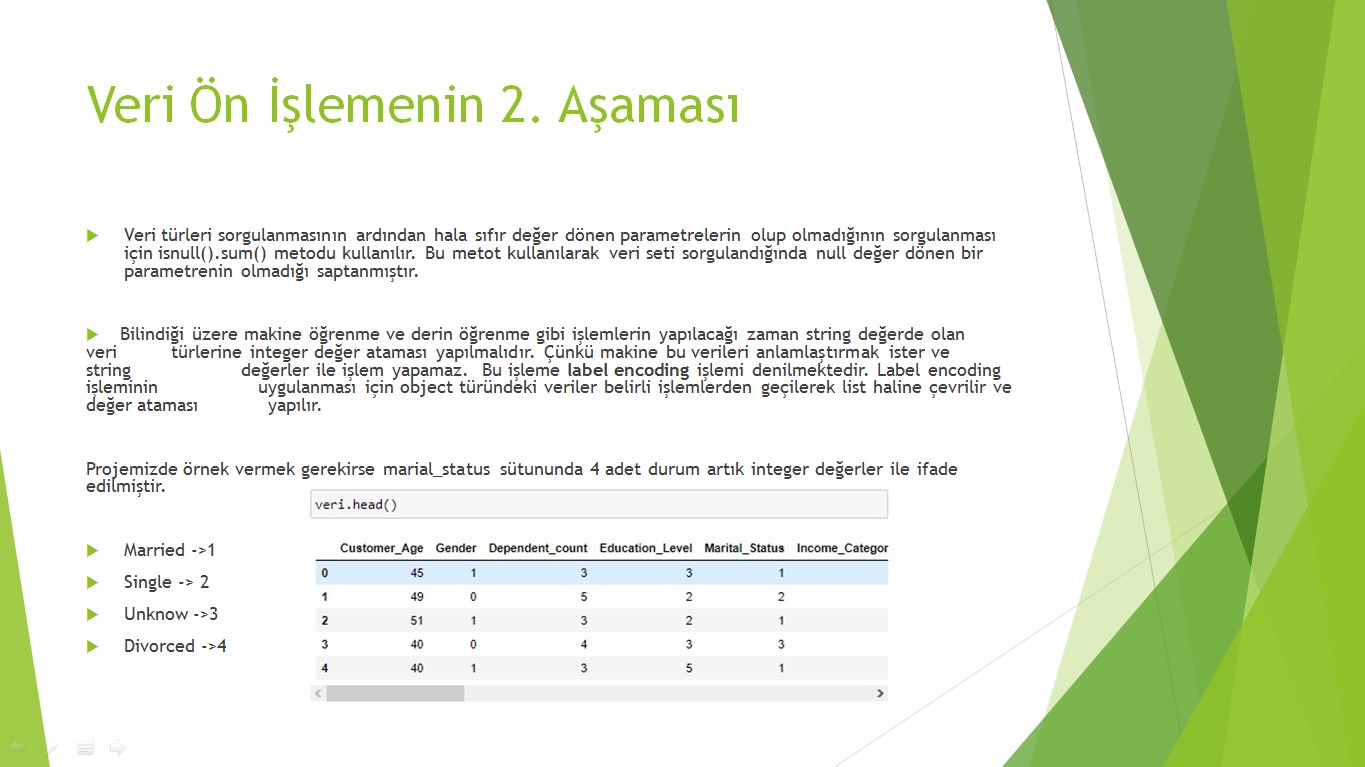 Veri Ön İşlemenin 2. Aşaması
Veri türleri sorgulanmasının ardından hala sıfır değer dönen parametrelerin olup olmadığının sorgulanması
için isnull().sum() metodu kullanılır. Bu metot kullanılarak veri seti sorgulandığında null değer dönen bir
parametrenin olmadığı saptanmıştır.
Bilindiği üzere makine öğrenme ve derin öğrenme gibi işlemlerin yapılacağı zaman string değerde olan
veri türlerine integer değer ataması yapılmalıdır. Çünkü makine bu verileri anlamlaştırmak ister ve
string değerler ile işlem yapamaz. Bu işleme label encoding işlemi denilmektedir. Label encoding
işleminin uygulanması için object türündeki veriler belirli işlemlerden geçilerek list haline çevrilir ve
değer ataması yapılır.
Projemizde örnek vermek gerekirse marial_status sütununda 4 adet durum artık integer değerler ile ifade
edilmiştir.
veri.head()
Married ->1
Single -> 2
Unknow ->3
Divorced ->4
Customer_Age Gender Dependent_count Education_Level Marital_Status Income_Categor
0 45 1 3 3 1
1 49 0 5 2 2
2 51 1 3 2 1
3 40 0 4 3 3
4 40 1 3 5 1